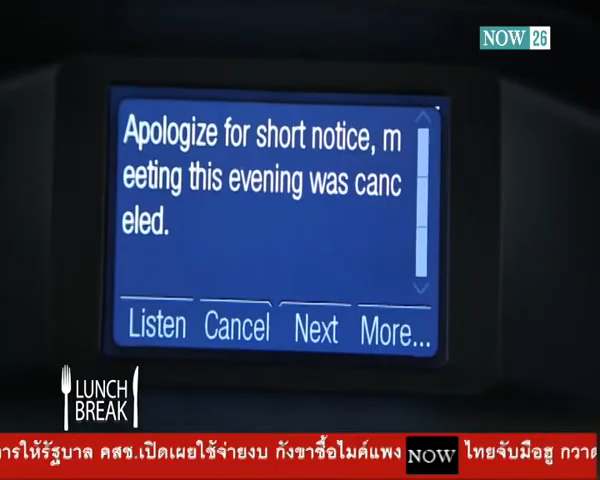 NOW 26
Apologize for short notice, m
eeting this evening was canc
eled.
Listen Cancel Next More...
LUNCH
BREAK
การให้รัฐบาล คสช.เปิดเผยใช้จ่ายงบ กังขาซื้อไมค์แพง NOW ไทยจับมือฮู กวาด